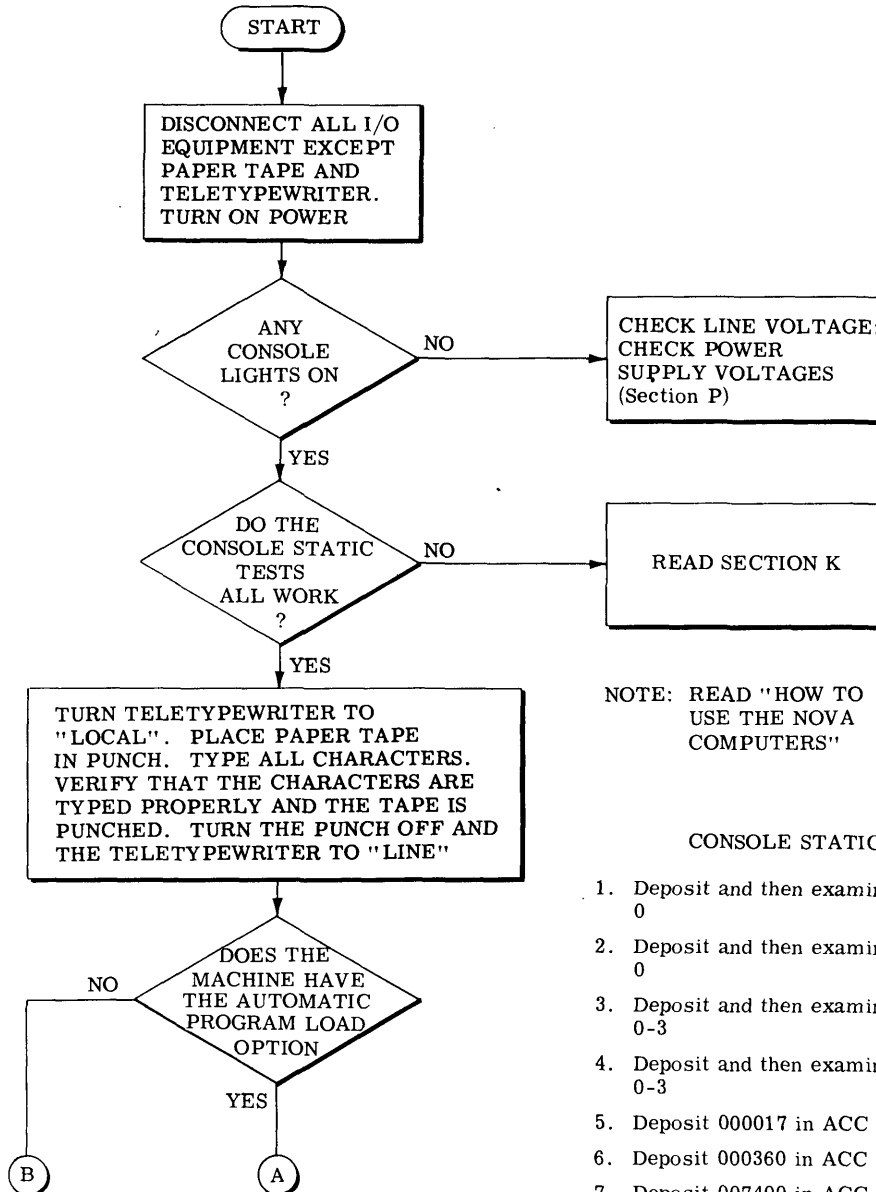 START
DISCONNECT ALL I/O
EQUIPMENT EXCEPT
PAPER TAPE AND
TELETYPEWRITER.
TURN ON POWER
ANY
CONSOLE
LIGHTS ON
?
NO
CHECK LINE VOLTAGE:
CHECK POWER
SUPPLY VOLTAGES
(Section P)
YES
DO THE
CONSOLE STATIC
TESTS
ALL WORK
?
NO
READ SECTION K
YES
TURN TELETYPEWRITER TO
"LOCAL". PLACE PAPER TAPE
IN PUNCH. TYPE ALL CHARACTERS.
VERIFY THAT THE CHARACTERS ARE
TYPED PROPERLY AND THE TAPE IS
PUNCHED. TURN THE PUNCH OFF AND
THE TELETYPEWRITER TO "LINE"
NOTE: READ "HOW TO
USE THE NOVA
COMPUTERS"
DOES THE
MACHINE HAVE
THE AUTOMATIC
PROGRAM LOAD
OPTION
NO
YES
B
A
CONSOLE STATIC
1. Deposit and then
0
2. Deposit and then
0
3. Deposit and then
0-3
4. Deposit and then
0-3
5. Deposit 000017 in ACC
6. Deposit 000360 in ACC
7. Deposit 007400 in ACC